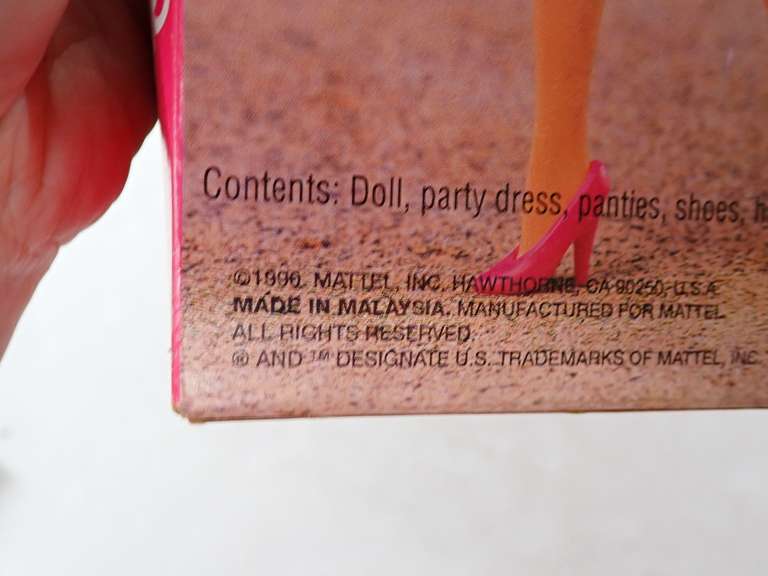 Contents: Doll, party dress, panties, shoes, h
©1990 MATTEL, INC. HAWTHORNE, CA 90250, U.S.A.
MADE IN MALAYSIA. MANUFACTURED FOR MATTEL
ALL RIGHTS RESERVED.
® AND ™ DESIGNATE U.S. TRADEMARKS OF MATTEL, INC.